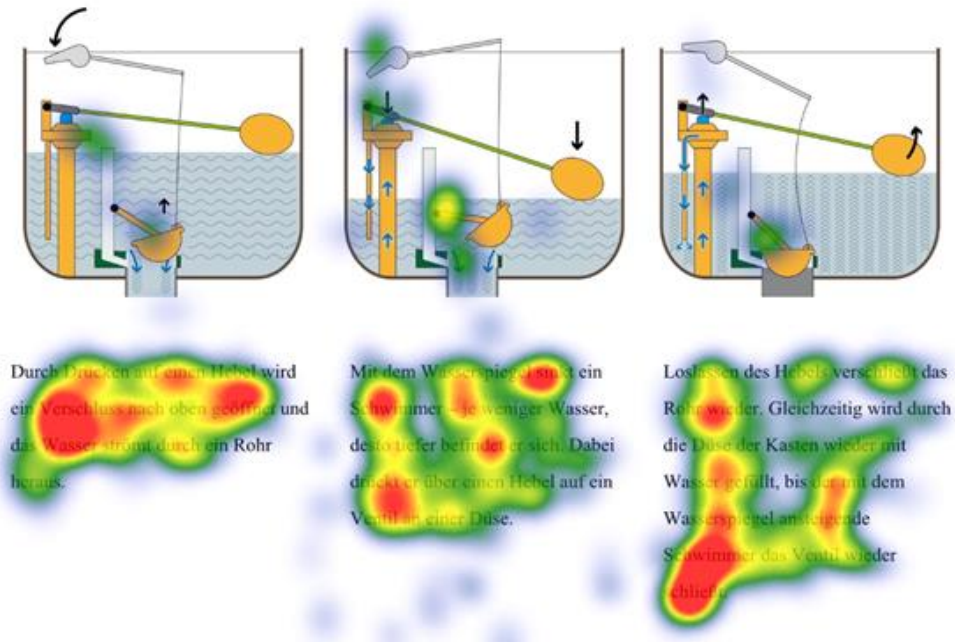 Durch Drücken auf einen Hebel wird
ein Verschluss nach oben geöffnet und
das Wasser strömt durch ein Rohr
heraus.
Mit dem Wasserspiegel sinkt ein
Schwimmer – je weniger Wasser,
desto tiefer befindet er sich. Dabei
drückt er über einen Hebel auf ein
Ventil an einer Düse.
Loslassen des Hebels verschließt das
Rohr wieder. Gleichzeitig wird durch
die Düse der Kasten wieder mit
Wasser gefüllt, bis der mit dem
Wasserspiegel ansteigende
Schwimmer das Ventil wieder
schließt.